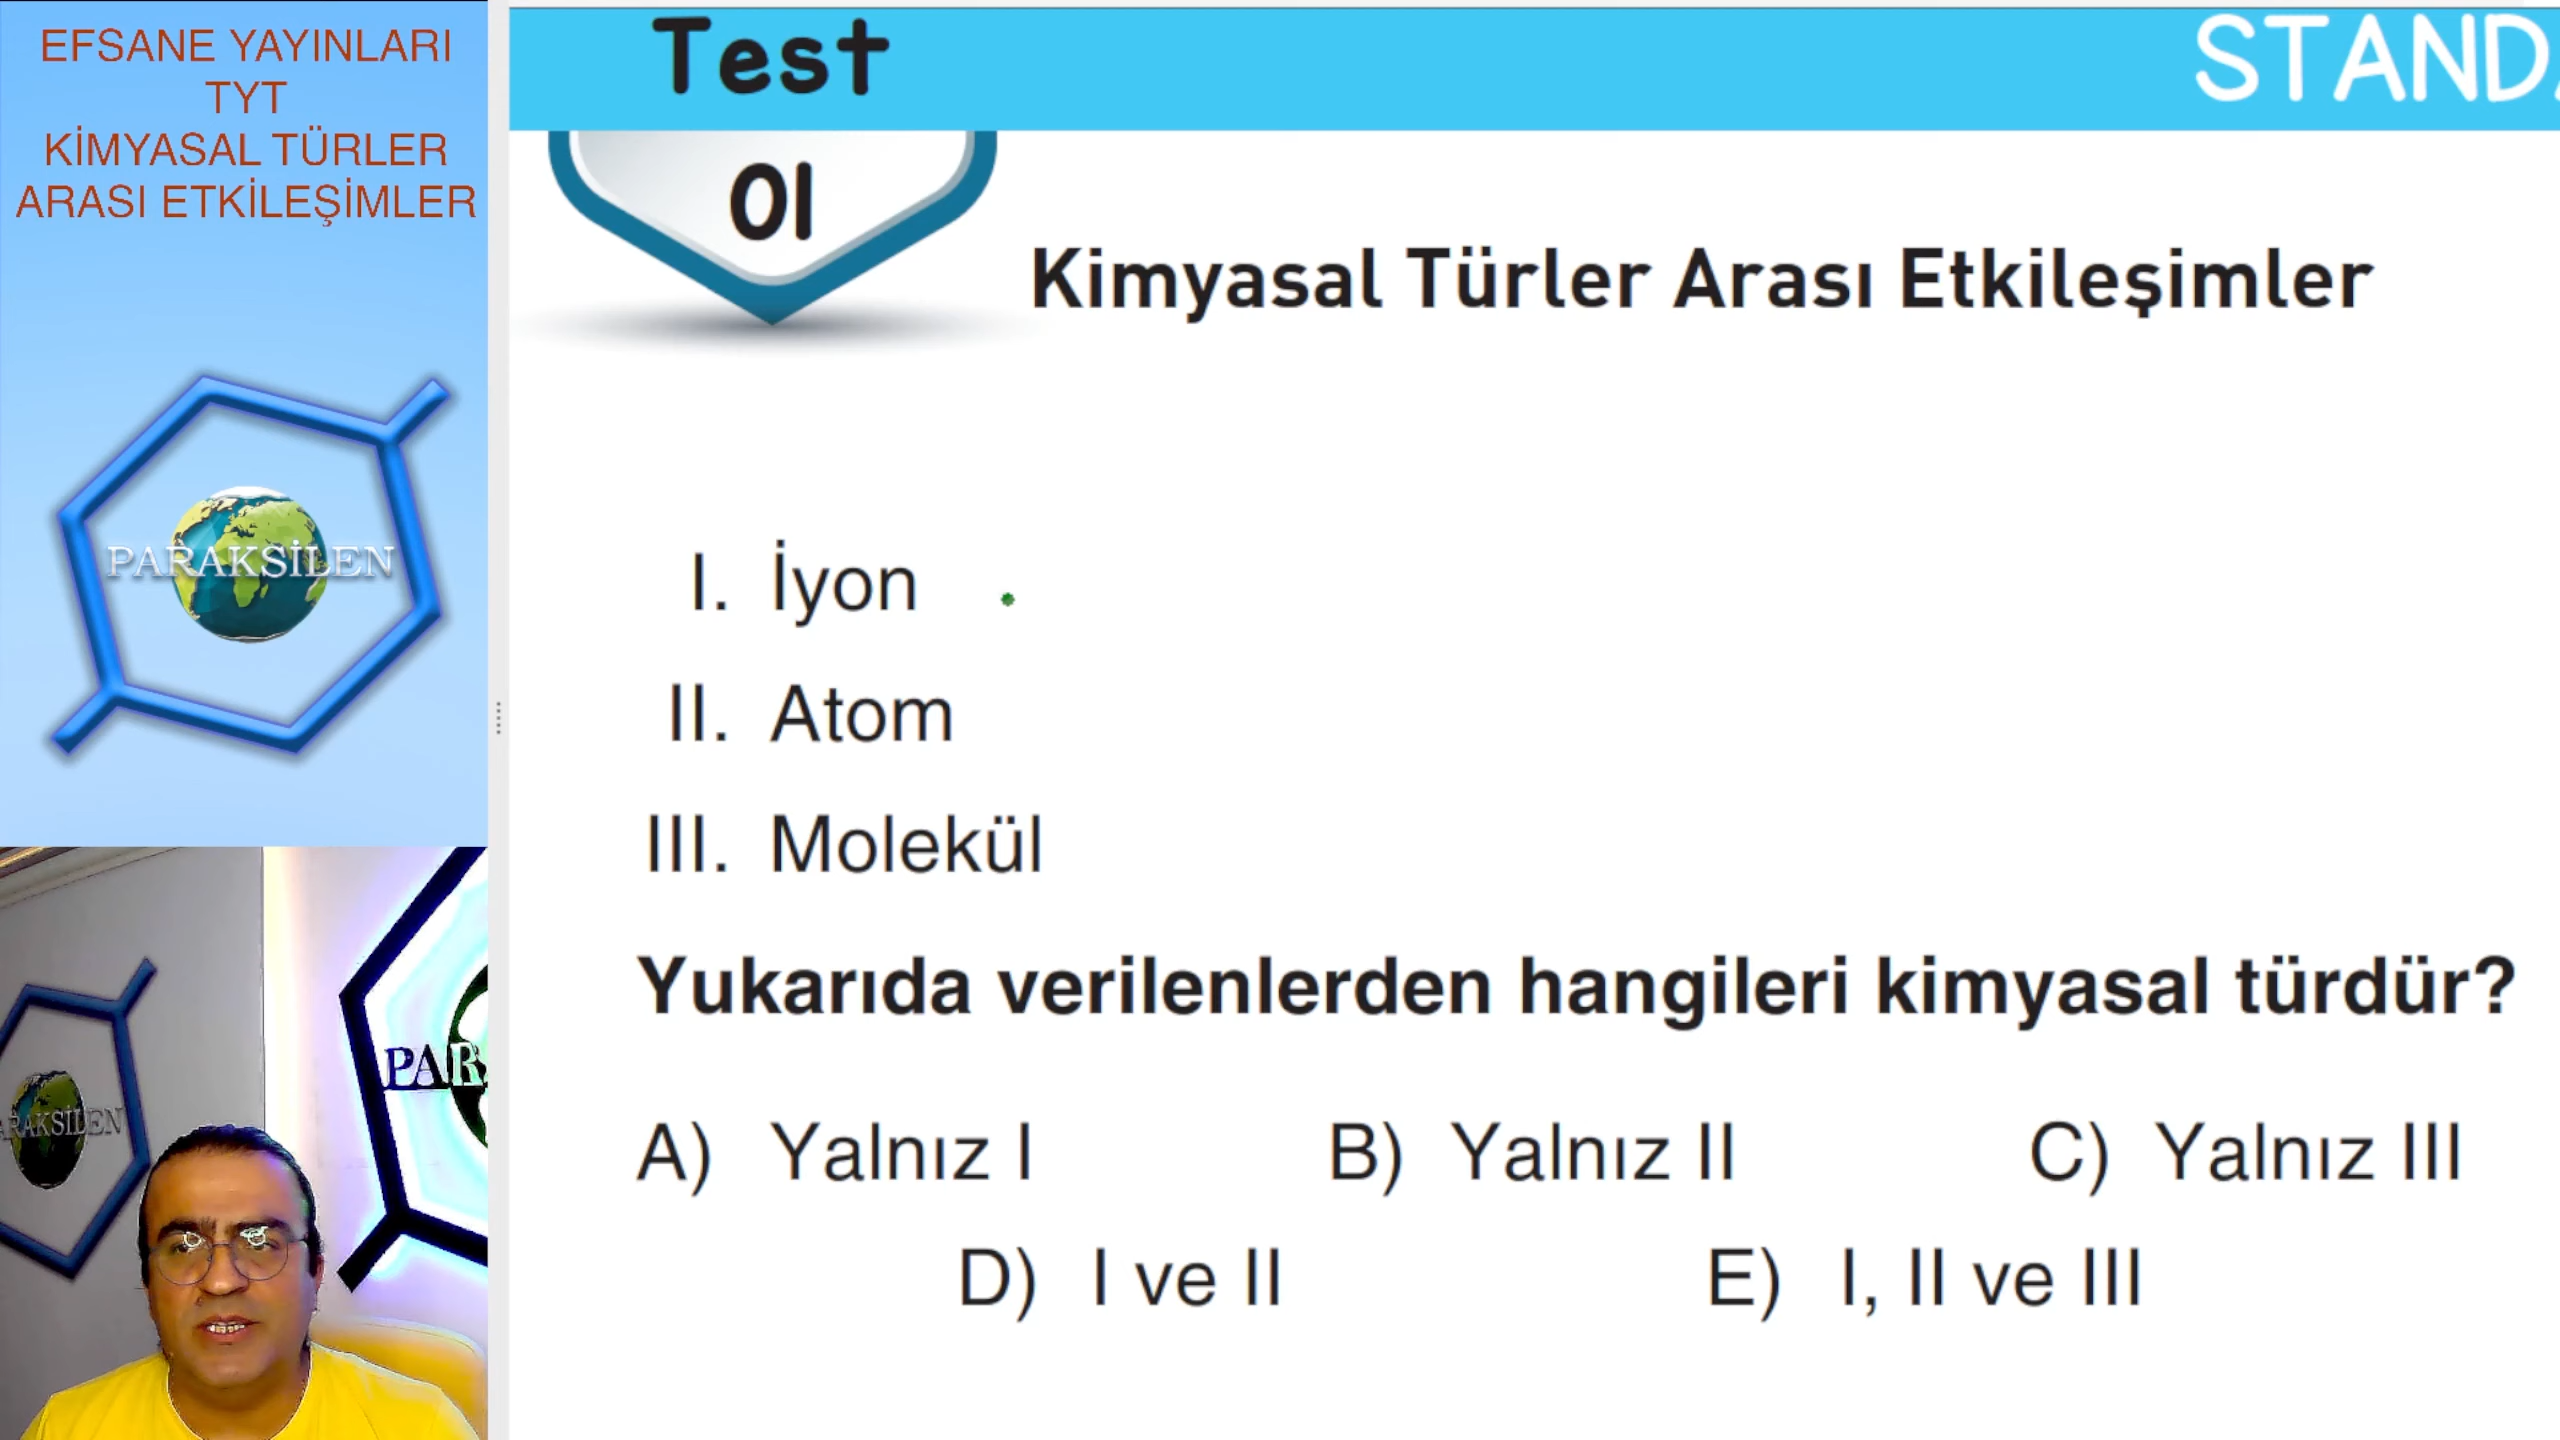 EFSANE YAYINLARI
TYT
KİMYASAL TÜRLER
ARASI ETKİLEŞİMLER
PARAKSİLEN
Test
01
Kimyasal Türler Arası Etkileşimler
I. İyon
II. Atom
III. Molekül
Yukarıda verilenlerden hangileri kimyasal türdür?
A) Yalnız I B) Yalnız II C) Yalnız III
D) I ve II E) I, II ve III